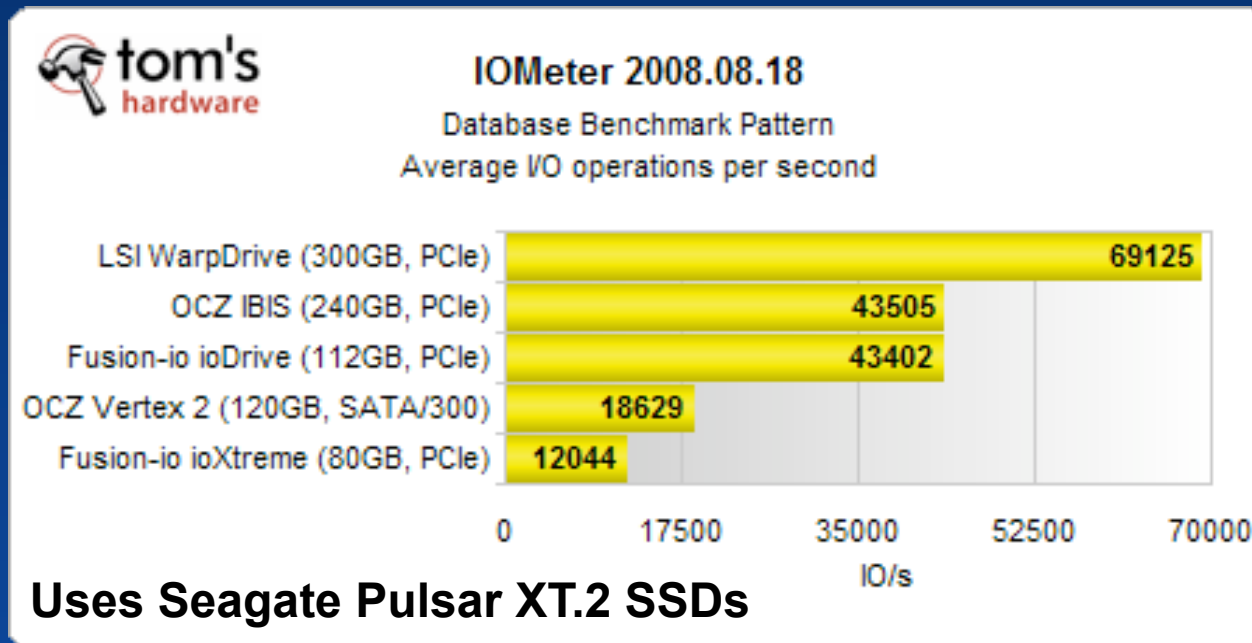 tom's
hardware
IOMeter 2008.08.18
Database Benchmark Pattern
Average I/O operations per second
LSI WarpDrive (300GB, PCIe) 69125
OCZ IBIS (240GB, PCIe) 43505
Fusion-io ioDrive (112GB, PCIe) 43402
OCZ Vertex 2 (120GB, SATA/300) 18629
Fusion-io ioXtreme (80GB, PCIe) 12044
0 17500 35000 52500 70000
IO/s
Uses Seagate Pulsar XT.2 SSDs